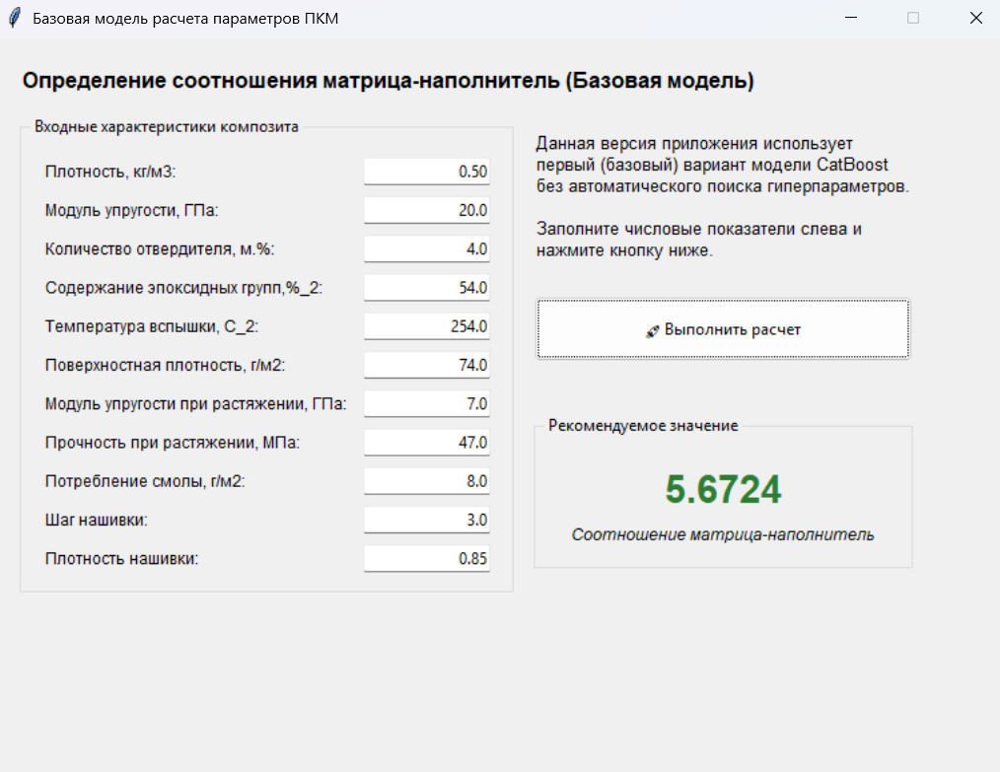 Базовая модель расчета параметров ПКМ
Определение соотношения матрица-наполнитель (Базовая модель)
Входные характеристики композита
Плотность, кг/м3: 0.50
Модуль упругости, ГПа: 20.0
Количество отвердителя, м.%: 4.0
Содержание эпоксидных групп,%_2: 54.0
Температура вспышки, С_2: 254.0
Поверхностная плотность, г/м2: 74.0
Модуль упругости при растяжении, ГПа: 7.0
Прочность при растяжении, МПа: 47.0
Потребление смолы, г/м2: 8.0
Шаг нашивки: 3.0
Плотность нашивки: 0.85
Данная версия приложения использует
первый (базовый) вариант модели CatBoost
без автоматического поиска гиперпараметров.
Заполните числовые показатели слева и
нажмите кнопку ниже.
Выполнить расчет
Рекомендуемое значение
5.6724
Соотношение матрица-наполнитель